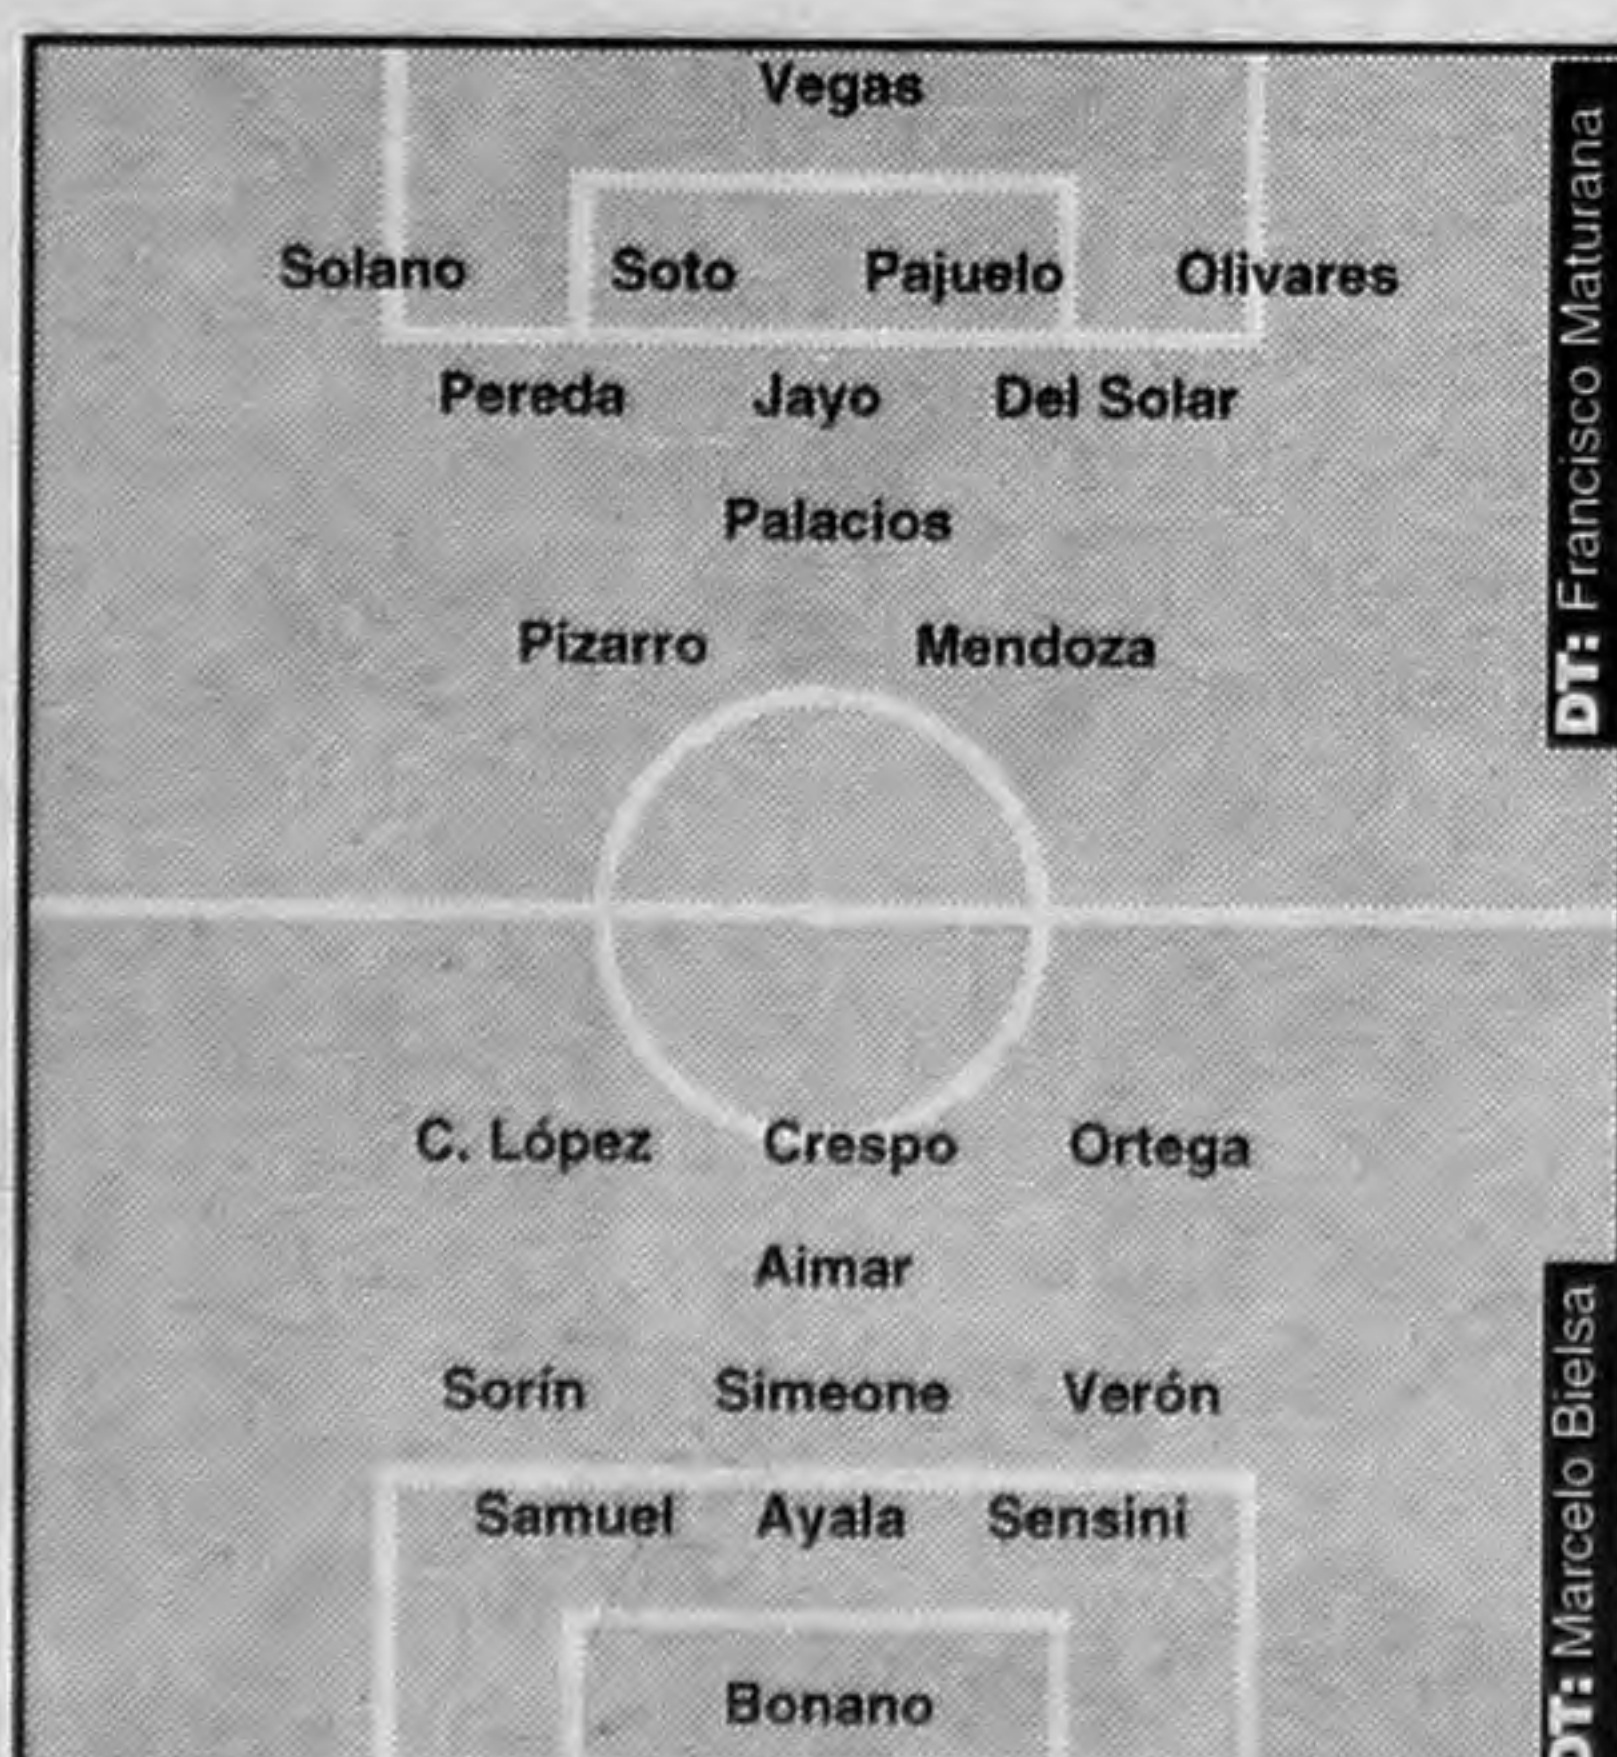 Vegas
Solano Soto Pajuelo Olivares
Pereda Jayo Del Solar
Palacios
Pizarro Mendoza
DT: Francisco Maturana
C. López Crespo Ortega
Aimar
Sorín Simeone Verón
Samuel Ayala Sensini
Bonano
DT: Marcelo Bielsa